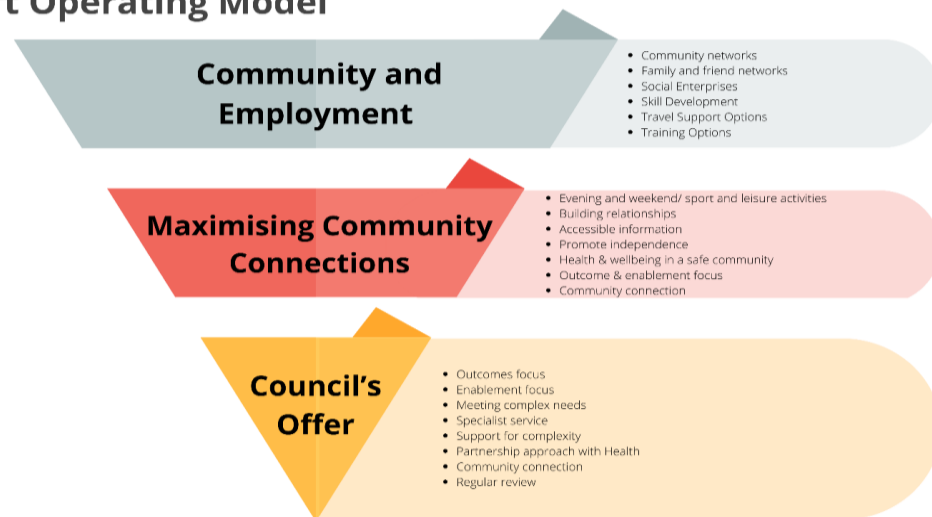 t Operating Model
Community and
Employment
• Community networks
• Family and friend networks
• Social Enterprises
• Skill Development
• Travel Support Options
• Training Options
Maximising Community
Connections
• Evening and weekend/ sport and leisure activities
• Building relationships
• Accessible information
• Promote independence
• Health & wellbeing in a safe community
• Outcome & enablement focus
• Community connection
Council's
Offer
• Outcomes focus
• Enablement focus
• Meeting complex needs
• Specialist service
• Support for complexity
• Partnership approach with Health
• Community connection
• Regular review